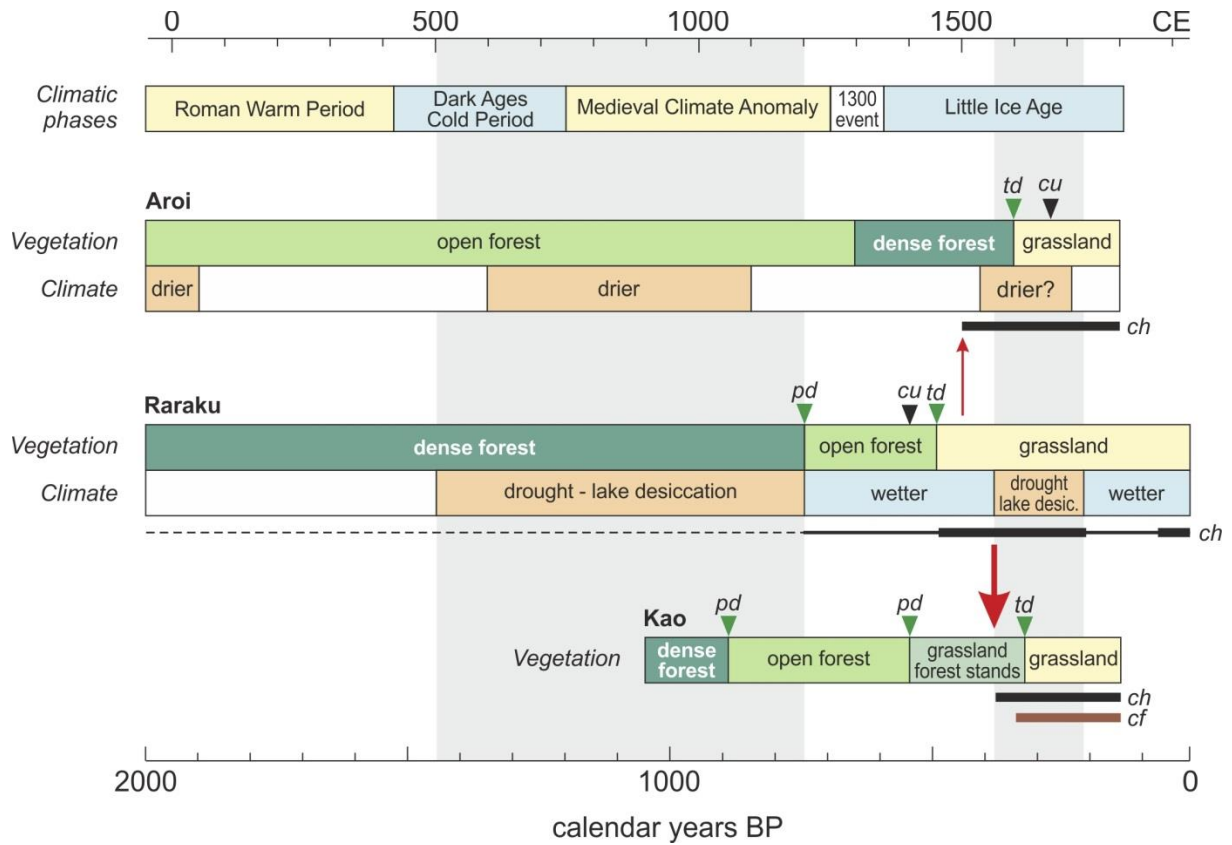 0 500 1000 1500 CE
Climatic phases
Roman Warm Period
Dark Ages
Cold Period
Medieval Climate Anomaly
1300
event
Little Ice Age
Aroi
td cu
Vegetation open forest dense forest grassland
Climate drier drier drier?
ch
Raraku
pd cu td
Vegetation dense forest open forest grassland
Climate drought - lake desiccation wetter
drought
lake desic.
wetter
ch
Kao
pd pd td
Vegetation
dense
forest
open forest
grassland
forest stands
grassland
ch
cf
2000 1000 0
calendar years BP